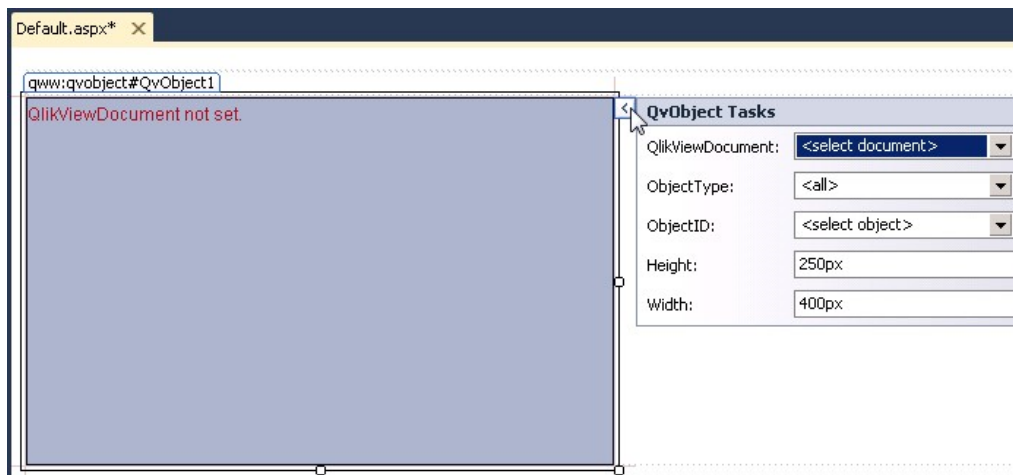 Default.aspx*
qww:qvobject#QvObject1
QlikViewDocument not set.
QvObject Tasks
QlikViewDocument: <select document>
ObjectType: <all>
ObjectID: <select object>
Height: 250px
Width: 400px